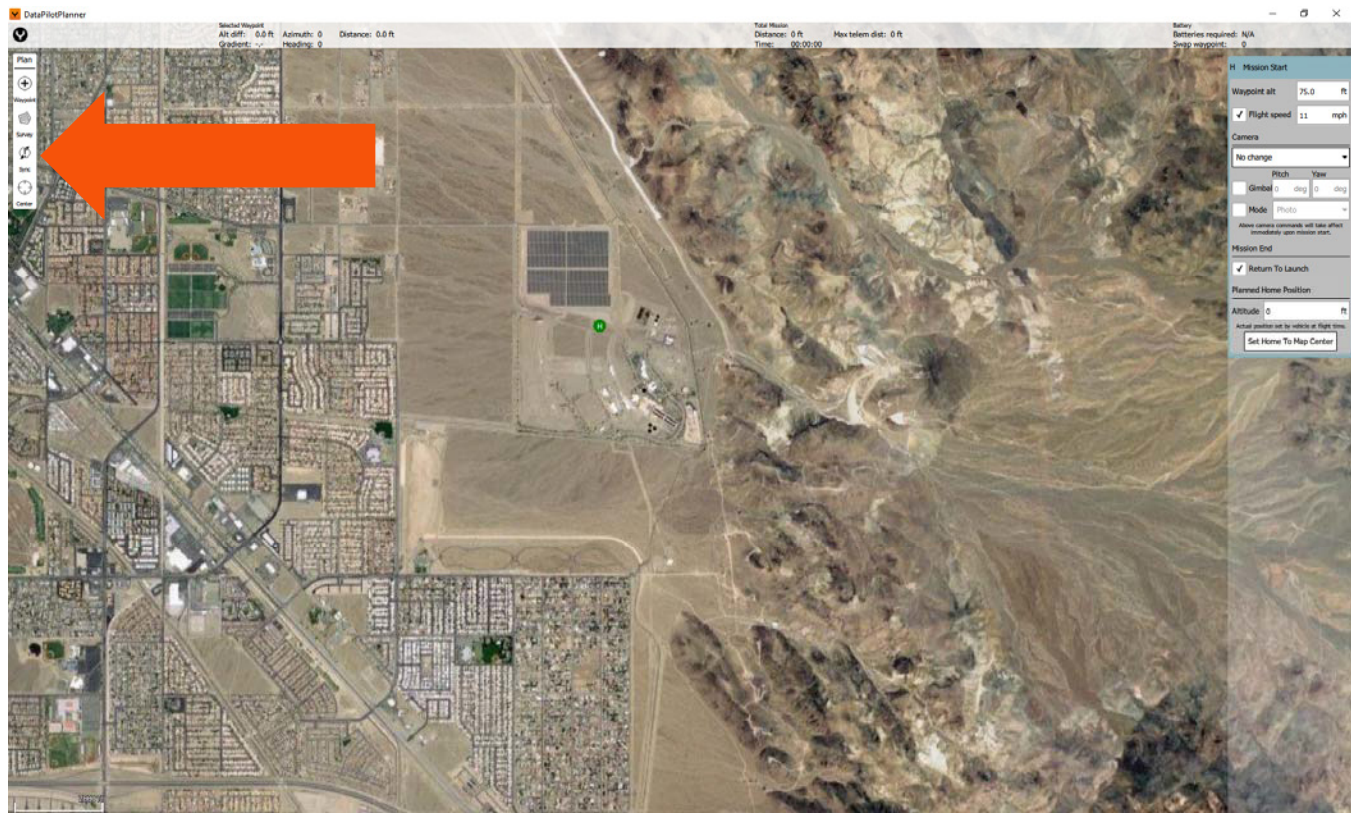 DataPilotPlanner
Selected Waypoint
Alt diff: 0.0 ft Azimuth: 0 Distance: 0.0 ft
Gradient: -.- Heading: 0
Total Mission
Distance: 0 ft Max telem dist: 0 ft
Time: 00:00:00
Battery
Batteries required: N/A
Swap waypoint: 0
Plan
Waypoint
Survey
Sync
Center
H
H Mission Start
Waypoint alt 75.0 ft
Flight speed 11 mph
Camera
No change
Pitch Yaw
Gimbal 0 deg 0 deg
Mode Photo
Above camera commands will take affect
immediately upon mission start.
Mission End
Return To Launch
Planned Home Position
Altitude 0 ft
Actual position set by vehicle at flight time.
Set Home To Map Center